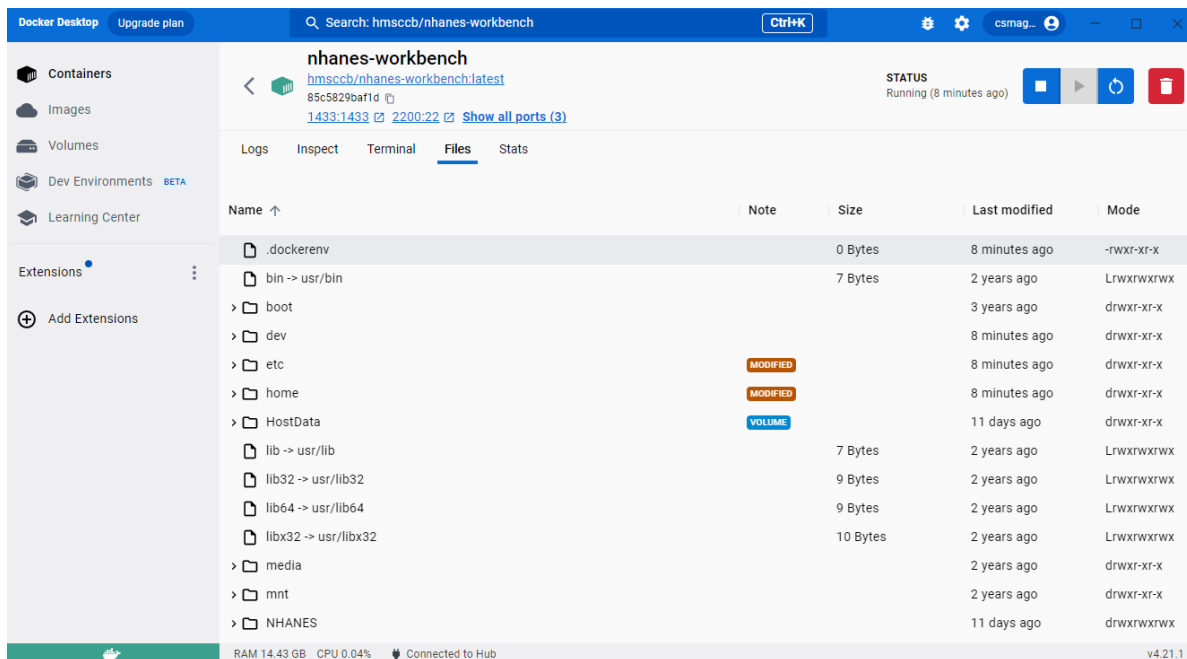 Docker Desktop Upgrade plan Search: hmsccb/nhanes-workbench Ctrl+K csmag...
Containers
Images
Volumes
Dev Environments BETA
Learning Center
Extensions
Add Extensions
nhanes-workbench
hmsccb/nhanes-workbench:latest
85c5829baf1d
1433:1433 2200:22 Show all ports (3)
STATUS
Running (8 minutes ago)
Logs Inspect Terminal Files Stats
Name Note Size Last modified Mode
.dockerenv 0 Bytes 8 minutes ago -rwxr-xr-x
bin -> usr/bin 7 Bytes 2 years ago Lrwxrwxrwx
boot 3 years ago drwxr-xr-x
dev 8 minutes ago drwxr-xr-x
etc MODIFIED 8 minutes ago drwxr-xr-x
home MODIFIED 8 minutes ago drwxr-xr-x
HostData VOLUME 11 days ago drwxr-xr-x
lib -> usr/lib 7 Bytes 2 years ago Lrwxrwxrwx
lib32 -> usr/lib32 9 Bytes 2 years ago Lrwxrwxrwx
lib64 -> usr/lib64 9 Bytes 2 years ago Lrwxrwxrwx
libx32 -> usr/libx32 10 Bytes 2 years ago Lrwxrwxrwx
media 2 years ago drwxr-xr-x
mnt 2 years ago drwxr-xr-x
NHANES 11 days ago drwxrwxrwx
RAM 14.43 GB CPU 0.04% Connected to Hub v4.21.1